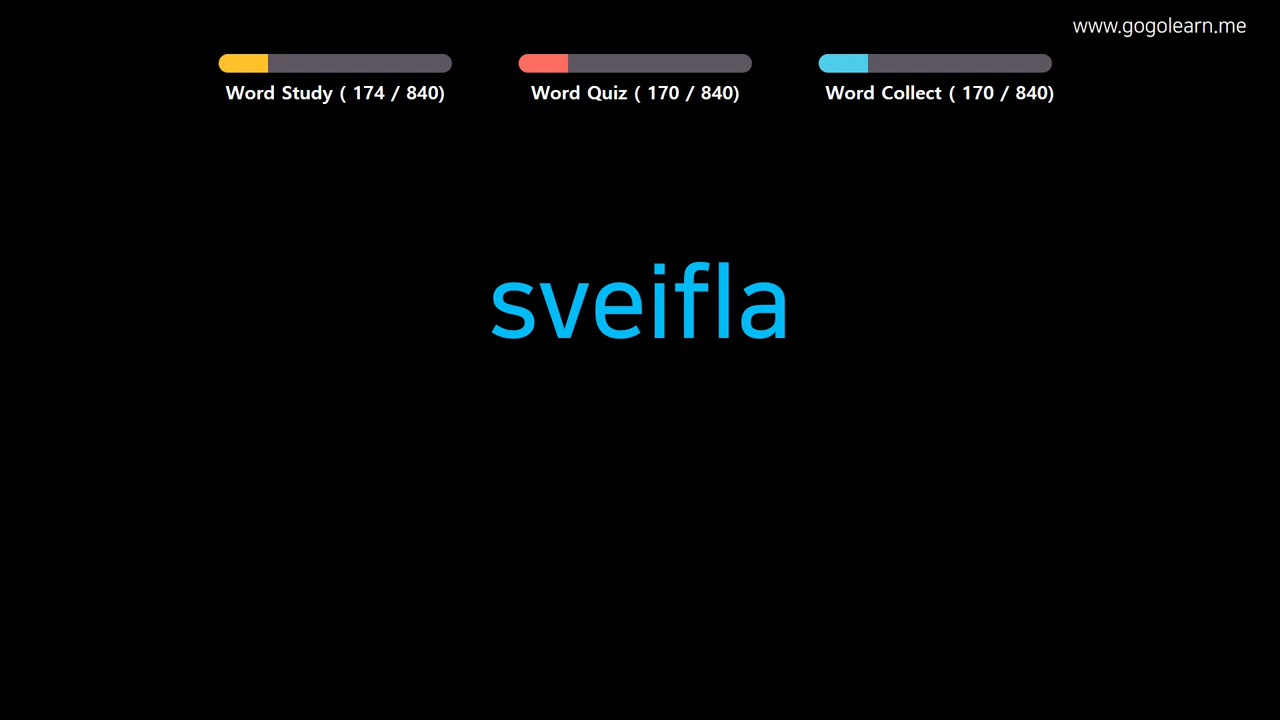 www.gogolearn.me
Word Study ( 174 / 840)
Word Quiz ( 170 / 840)
Word Collect ( 170 / 840)
sveifla